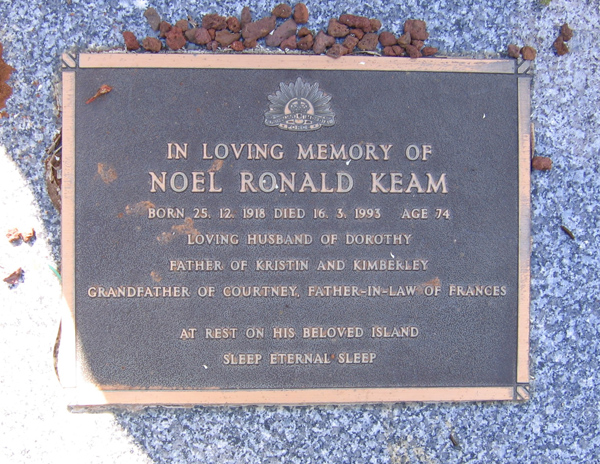 IN LOVING MEMORY OF
NOEL RONALD KEAM
BORN 25. 12. 1918 DIED 16. 3. 1993 AGE 74
LOVING HUSBAND OF DOROTHY
FATHER OF KRISTIN AND KIMBERLEY
GRANDFATHER OF COURTNEY, FATHER-IN-LAW OF FRANCES
AT REST ON HIS BELOVED ISLAND
SLEEP ETERNAL SLEEP